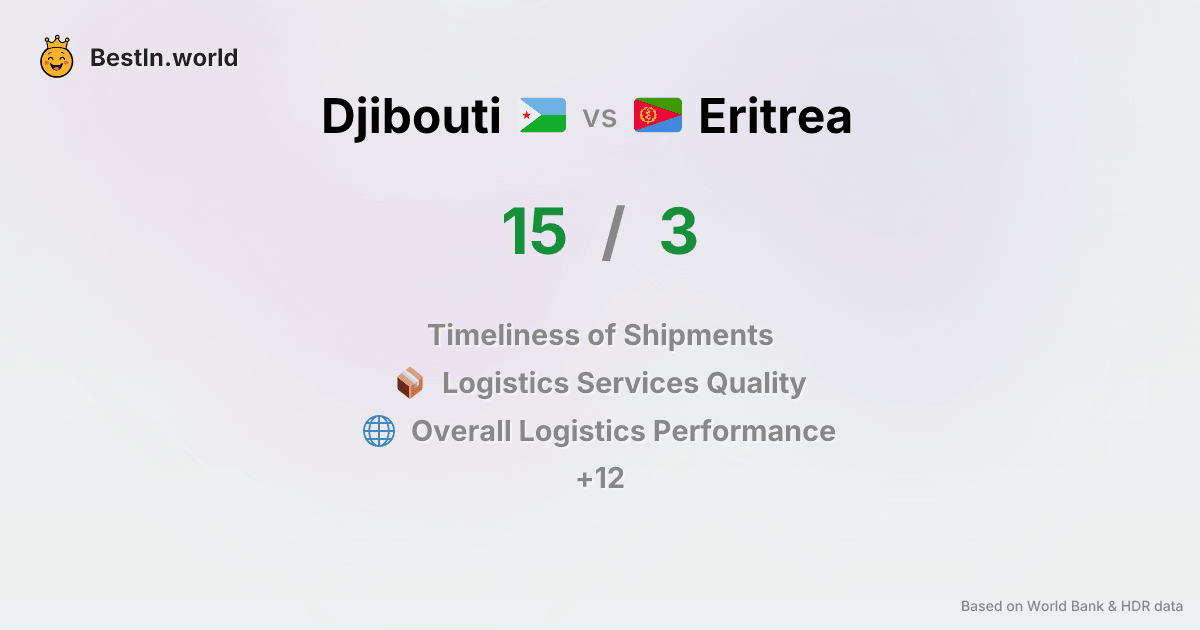 BestIn.world
Djibouti vs Eritrea
15 / 3
Timeliness of Shipments
Logistics Services Quality
Overall Logistics Performance
+12
Based on World Bank & HDR data